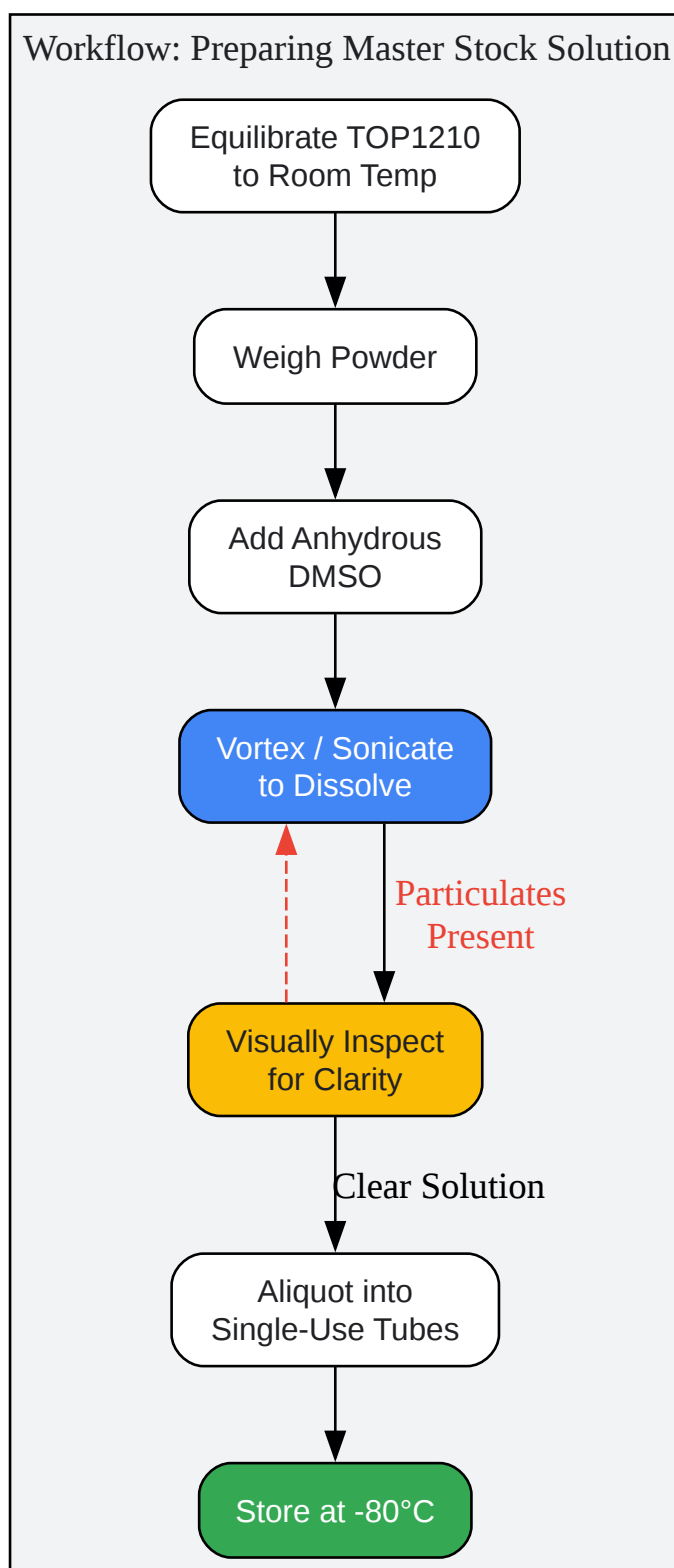 Workflow: Preparing Master Stock Solution
Equilibrate TOP1210
to Room Temp
Weigh Powder
Add Anhydrous
DMSO
Vortex / Sonicate
to Dissolve
Particulates
Present
Visually Inspect
for Clarity
Clear Solution
Aliquot into
Single-Use Tubes
Store at -80°C